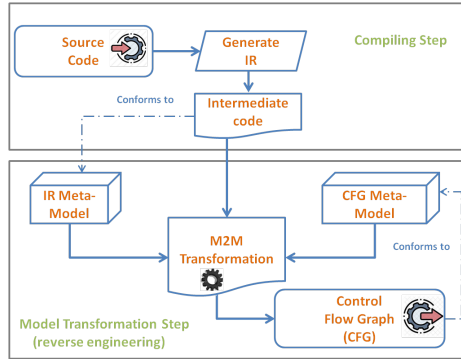 Source
Code
Generate
IR
Compiling Step
Conforms to
Intermediate
code
IR Meta-
Model
CFG Meta-
Model
M2M
Transformation
Conforms to
Control
Flow Graph
(CFG)
Model Transformation Step
(reverse engineering)